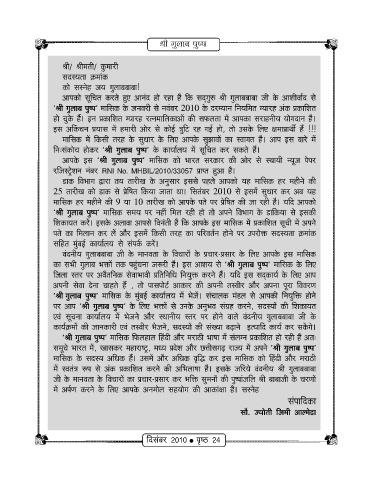 श्री गुलाब पुष्प
श्री/ श्रीमती/ कुमारी
सदस्यता क्रमांक
को सस्नेह जय गुलाबबाबा!
आपको सूचित करते हुए आनंद हो रहा हैं कि सद्‍गुरू श्री गुलाबबाबा जी के आशीर्वाद से
'श्री गुलाब पुष्प' मासिक के जनवरी से नवंबर 2010 के दरम्यान नियमित ग्यारह अंक प्रकाशित
हो चुके हैं। इन प्रकाशित ग्यारह रत्नमालिकाओं की सफलता में आपका सराहनीय योगदान हैं।
इस अकिंचन प्रयास में हमारी ओर से कोई त्रुटि रह गई हो, तो उसके लिए क्षमाप्रार्थी हैं !!!
मासिक में किसी तरह के सुधार के लिए आपके सुझावों का स्वागत हैं। आप इस बारे में
निःसंकोच होकर 'श्री गुलाब पुष्प' के कार्यालय में सूचित कर सकते हैं।
आपके इस 'श्री गुलाब पुष्प' मासिक को भारत सरकार की ओर से स्थायी न्यूज पेपर
रजिस्ट्रेशन नंबर RNI No. MHBIL/2010/33057 प्राप्त हुआ है।
डाक विभाग द्वारा तय तारीख के अनुसार इससे पहले आपको यह मासिक हर महीने की
25 तारीख को डाक से प्रेषित किया जाता था। सितंबर 2010 से इसमें सुधार कर अब यह
मासिक हर महीने की 9 या 10 तारीख को आपके पते पर प्रेषित की जा रही है। यदि आपको
'श्री गुलाब पुष्प' मासिक समय पर नहीं मिल रही हो तो अपने विभाग के डाकिया से इसकी
शिकायत करें। इसके अलावा आपसे विनंती है कि आपके इस मासिक में प्रकाशित सूची में अपने
पते का मिलान कर लें और इसमें किसी तरह का परिवर्तन होने पर उपरोक्त सदस्यता क्रमांक
सहित मुंबई कार्यालय से संपर्क करें।
वंदनीय गुलाबबाबा जी के मानवता के विचारों के प्रचार-प्रसार के लिए आपके इस मासिक
का सभी गुलाब भक्तों तक पहुंचाना जरूरी है। इस आशय से 'श्री गुलाब पुष्प' मासिक के लिए
जिला स्तर पर अवैतनिक सेवाभावी प्रतिनिधि नियुक्त करने हैं। यदि इस सद्‍कार्य के लिए आप
अपनी सेवा देना चाहते हैं , तो पासपोर्ट आकार की अपनी तस्वीर और अपना पूरा विवरण
'श्री गुलाब पुष्प' मासिक के मुंबई कार्यालय में भेजें। संचालक मंडल से आपकी नियुक्ति होने
पर आप 'श्री गुलाब पुष्प' के लिए भक्तों से उनके अनुभव संग्रह करने, सदस्यों की शिकायत
एवं सूचना कार्यालय में भेजने और स्थानीय स्तर पर होने वाले वंदनीय गुलाबबाबा जी के
कार्यक्रमों की जानकारी एवं तस्वीर भेजने, सदस्यों की संख्या बढ़ाने इत्यादि कार्य कर सकेंगे।
'श्री गुलाब पुष्प' मासिक फिलहाल हिंदी और मराठी भाषा में संलग्न प्रकाशित हो रही हैं अतः
समूचे भारत में, खासकर महाराष्ट्र, मध्य प्रदेश और छत्तीसगढ़ राज्य में अपने 'श्री गुलाब पुष्प'
मासिक के सदस्य अधिक हैं। उसमें और अधिक वृद्धि कर इस मासिक को हिंदी और मराठी
में स्वतंत्र रूप से अंक प्रकाशित करने की अभिलाषा हैं। इसके जरिये वंदनीय श्री गुलाबबाबा
जी के मानवता के विचारों का प्रचार-प्रसार कर भक्ति सुमनों की पुष्पांजलि श्री बाबाजी के चरणों
में अर्पण करने के लिए आपके अनमोल सहयोग की आकांक्षा है। सस्नेह
संपादिका
सौ. ज्योती जिमी आल्मेडा
दिसंबर 2010 ● पृष्ठ 24